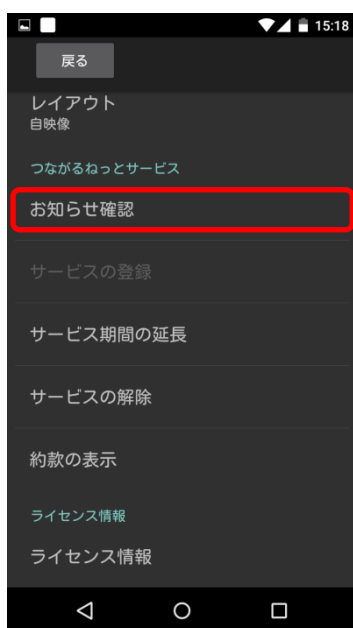 15:18
戻る
レイアウト
自映像
つながるねっとサービス
お知らせ確認
サービスの登録
サービス期間の延長
サービスの解除
約款の表示
ライセンス情報
ライセンス情報